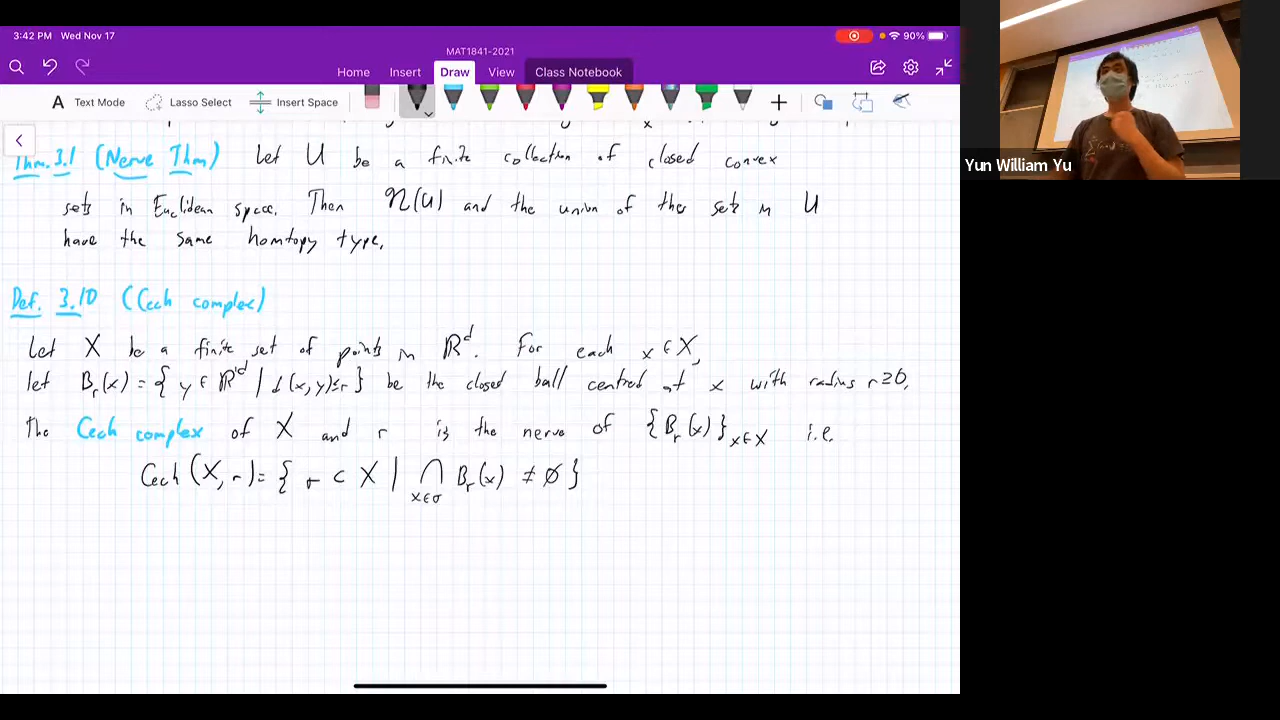 3:42 PM Wed Nov 17
90%
MAT1841-2021
Home Insert Draw View Class Notebook
Text Mode Lasso Select Insert Space
Thm. 3.1 (Nerve Thm) Let U be a finite collection of closed convex
sets in Euclidean space. Then N(U) and the union of the sets in U
have the same homtopy type.
Def. 3.10 (Cech complex)
Let X be a finite set of points in ℝ^d. For each x ∈ X,
let B_r(x) = { y ∈ ℝ^d | d(x, y) ≤ r } be the closed ball centred at x with radius r ≥ 0.
The Cech complex of X and r is the nerve of {B_r(x)}_{x∈X} i.e.
Cech (X, r) = { σ ⊂ X | ⋂_{x∈σ} B_r(x) ≠ ∅ }
Yun William Yu